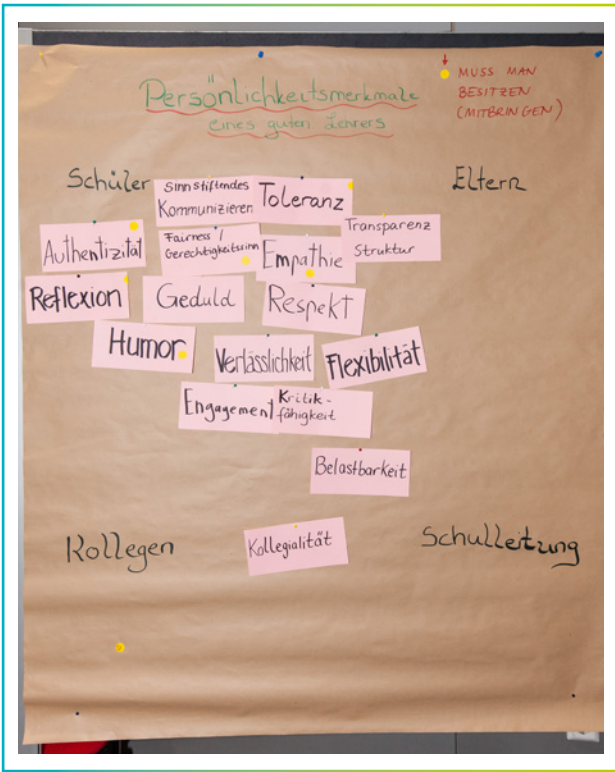 Persönlichkeitsmerkmale
eines guten Lehrers
MUSS MAN
BESITZEN
(MITBRINGEN)
Schüler
Eltern
Sinnstiftendes
Kommunizieren
Toleranz
Authentizität
Fairness /
Gerechtigkeitssinn
Empathie
Transparenz
Struktur
Reflexion
Geduld
Respekt
Humor
Verlässlichkeit
Flexibilität
Engagement
Kritik-
fähigkeit
Belastbarkeit
Kollegen
Kollegialität
Schulleitung